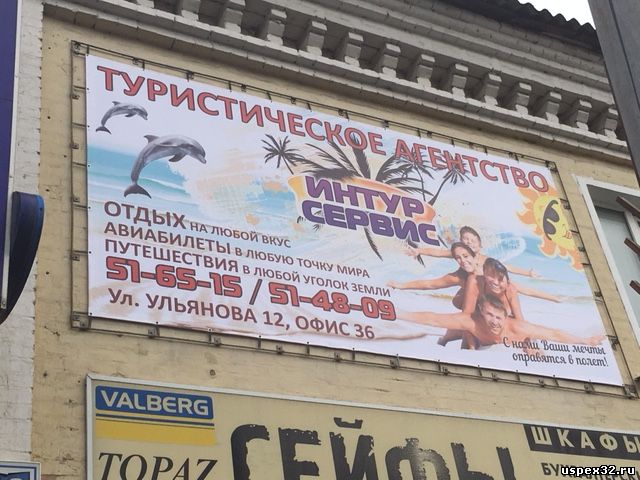 ТУРИСТИЧЕСКОЕ АГЕНТСТВО
ИНТУР
СЕРВИС
ОТДЫХ НА ЛЮБОЙ ВКУС
АВИАБИЛЕТЫ В ЛЮБУЮ ТОЧКУ МИРА
ПУТЕШЕСТВИЯ В ЛЮБОЙ УГОЛОК ЗЕМЛИ
51-65-15 / 51-48-09
Ул. УЛЬЯНОВА 12, ОФИС 36
С нами Ваши мечты
оправятся в полет!
VALBERG
TOPAZ
СЕЙФЫ
ШКАФЫ
uspex32.ru